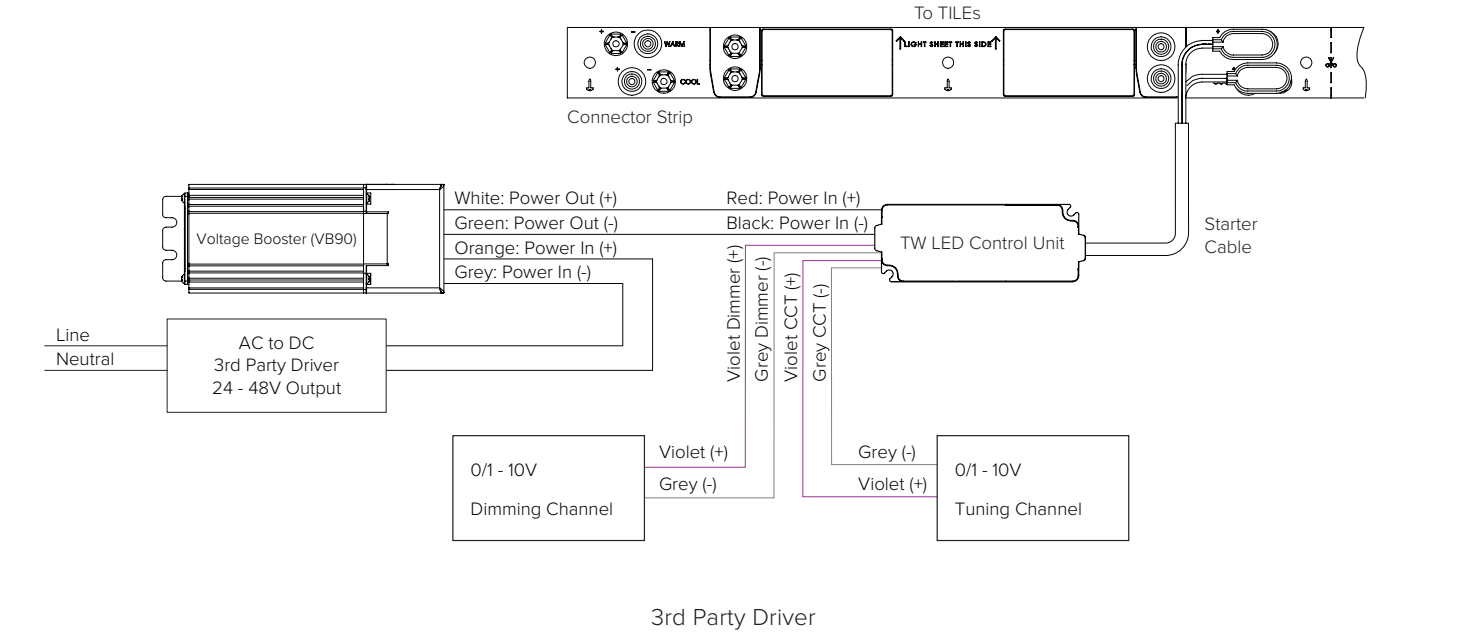 To TILEs
+ - WARM
LIGHT SHEET THIS SIDE
+ - COOL
Connector Strip
White: Power Out (+)
Red: Power In (+)
Green: Power Out (-)
Black: Power In (-)
Voltage Booster (VB90)
Orange: Power In (+)
Grey: Power In (-)
TW LED Control Unit
Starter
Cable
Violet Dimmer (+)
Grey Dimmer (-)
Violet CCT (+)
Grey CCT (-)
Line
Neutral
AC to DC
3rd Party Driver
24 - 48V Output
0/1 - 10V
Dimming Channel
Violet (+)
Grey (-)
Grey (-)
Violet (+)
0/1 - 10V
Tuning Channel
3rd Party Driver